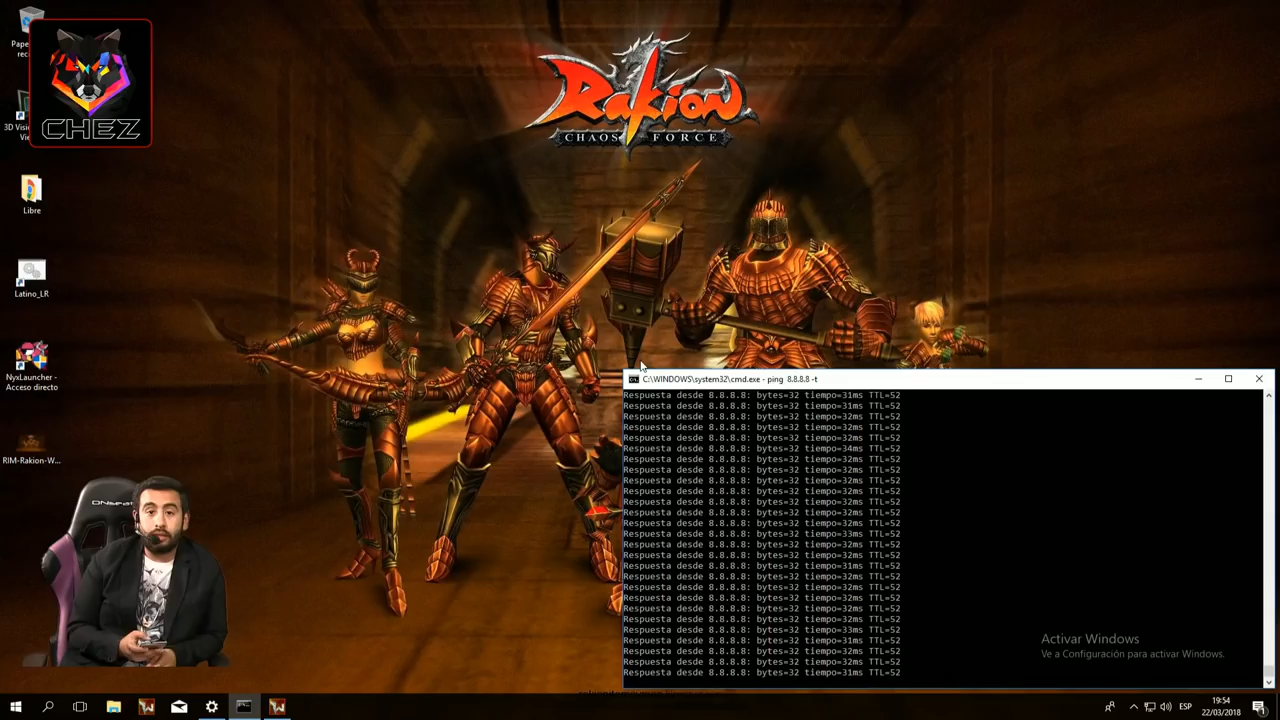 Pape
rec
CHEZ
3D Visi
Vi
Rakion
CHAOS FORCE
Libre
Latino_LR
NyxLauncher -
Acceso directo
RIM-Rakion-W...
DXRacer
C:\WINDOWS\system32\cmd.exe - ping 8.8.8.8 -t
Respuesta desde 8.8.8.8: bytes=32 tiempo=31ms TTL=52
Respuesta desde 8.8.8.8: bytes=32 tiempo=31ms TTL=52
Respuesta desde 8.8.8.8: bytes=32 tiempo=32ms TTL=52
Respuesta desde 8.8.8.8: bytes=32 tiempo=32ms TTL=52
Respuesta desde 8.8.8.8: bytes=32 tiempo=32ms TTL=52
Respuesta desde 8.8.8.8: bytes=32 tiempo=34ms TTL=52
Respuesta desde 8.8.8.8: bytes=32 tiempo=32ms TTL=52
Respuesta desde 8.8.8.8: bytes=32 tiempo=32ms TTL=52
Respuesta desde 8.8.8.8: bytes=32 tiempo=32ms TTL=52
Respuesta desde 8.8.8.8: bytes=32 tiempo=32ms TTL=52
Respuesta desde 8.8.8.8: bytes=32 tiempo=32ms TTL=52
Respuesta desde 8.8.8.8: bytes=32 tiempo=32ms TTL=52
Respuesta desde 8.8.8.8: bytes=32 tiempo=32ms TTL=52
Respuesta desde 8.8.8.8: bytes=32 tiempo=33ms TTL=52
Respuesta desde 8.8.8.8: bytes=32 tiempo=32ms TTL=52
Respuesta desde 8.8.8.8: bytes=32 tiempo=32ms TTL=52
Respuesta desde 8.8.8.8: bytes=32 tiempo=31ms TTL=52
Respuesta desde 8.8.8.8: bytes=32 tiempo=32ms TTL=52
Respuesta desde 8.8.8.8: bytes=32 tiempo=32ms TTL=52
Respuesta desde 8.8.8.8: bytes=32 tiempo=32ms TTL=52
Respuesta desde 8.8.8.8: bytes=32 tiempo=32ms TTL=52
Respuesta desde 8.8.8.8: bytes=32 tiempo=32ms TTL=52
Respuesta desde 8.8.8.8: bytes=32 tiempo=33ms TTL=52
Respuesta desde 8.8.8.8: bytes=32 tiempo=31ms TTL=52
Respuesta desde 8.8.8.8: bytes=32 tiempo=32ms TTL=52
Respuesta desde 8.8.8.8: bytes=32 tiempo=32ms TTL=52
Respuesta desde 8.8.8.8: bytes=32 tiempo=31ms TTL=52
Activar Windows
Ve a Configuración para activar Windows.
ESP
19:54
22/03/2018